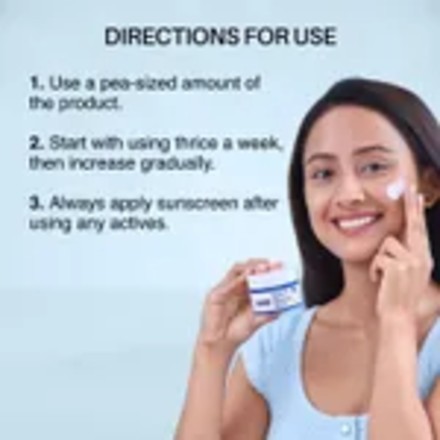 DIRECTIONS FOR USE
1. Use a pea-sized amount of
the product.
2. Start with using thrice a week,
then increase gradually.
3. Always apply sunscreen after
using any actives.